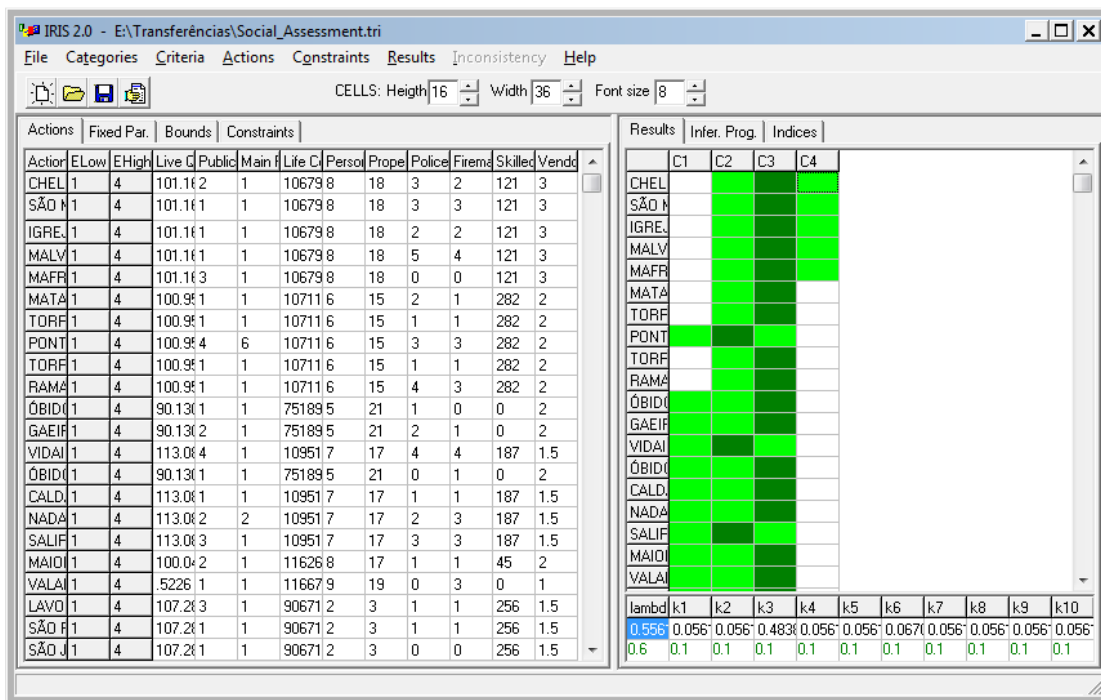 IRIS 2.0 - E:\Transferências\Social_Assessment.tri
File Categories Criteria Actions Constraints Results Inconsistency Help
CELLS: Heigth 16 Width 36 Font size 8
Actions Fixed Par. Bounds Constraints
Action ELow EHigh Live Q Public Main F Life Co Person Prope Police Firema Skilled Vendo
CHEL 1 4 101.16 2 1 10679 8 18 3 2 121 3
SÃO M 1 4 101.16 1 1 10679 8 18 3 3 121 3
IGREJ 1 4 101.16 1 1 10679 8 18 2 2 121 3
MALV 1 4 101.16 1 1 10679 8 18 5 4 121 3
MAFR 1 4 101.16 3 1 10679 8 18 0 0 121 3
MATA 1 4 100.95 1 1 10711 6 15 2 1 282 2
TORF 1 4 100.95 1 1 10711 6 15 1 1 282 2
PONT 1 4 100.95 4 6 10711 6 15 3 3 282 2
TORF 1 4 100.95 1 1 10711 6 15 1 1 282 2
RAMA 1 4 100.95 1 1 10711 6 15 4 3 282 2
ÓBIDO 1 4 90.130 1 1 75189 5 21 1 0 0 2
GAEIF 1 4 90.130 2 1 75189 5 21 2 1 0 2
VIDAI 1 4 113.08 4 1 10951 7 17 4 4 187 1.5
ÓBIDO 1 4 90.130 1 1 75189 5 21 0 1 0 2
CALD. 1 4 113.08 1 1 10951 7 17 1 1 187 1.5
NADA 1 4 113.08 2 2 10951 7 17 2 3 187 1.5
SALIF 1 4 113.08 3 1 10951 7 17 3 3 187 1.5
MAIOI 1 4 100.04 2 1 11626 8 17 1 1 45 2
VALAI 1 4 .5226 1 1 11667 9 19 0 3 0 1
LAVO 1 4 107.28 3 1 90671 2 3 1 1 256 1.5
SÃO F 1 4 107.28 1 1 90671 2 3 1 1 256 1.5
SÃO J 1 4 107.28 1 1 90671 2 3 0 0 256 1.5
Results Infer. Prog. Indices
C1 C2 C3 C4
CHEL
SÃO M
IGREJ
MALV
MAFR
MATA
TORF
PONT
TORF
RAMA
ÓBIDO
GAEIF
VIDAI
ÓBIDO
CALD.
NADA
SALIF
MAIOI
VALAI
lambd k1 k2 k3 k4 k5 k6 k7 k8 k9 k10
0.556 0.056 0.056 0.483 0.056 0.056 0.067 0.056 0.056 0.056 0.056
0.6 0.1 0.1 0.1 0.1 0.1 0.1 0.1 0.1 0.1 0.1